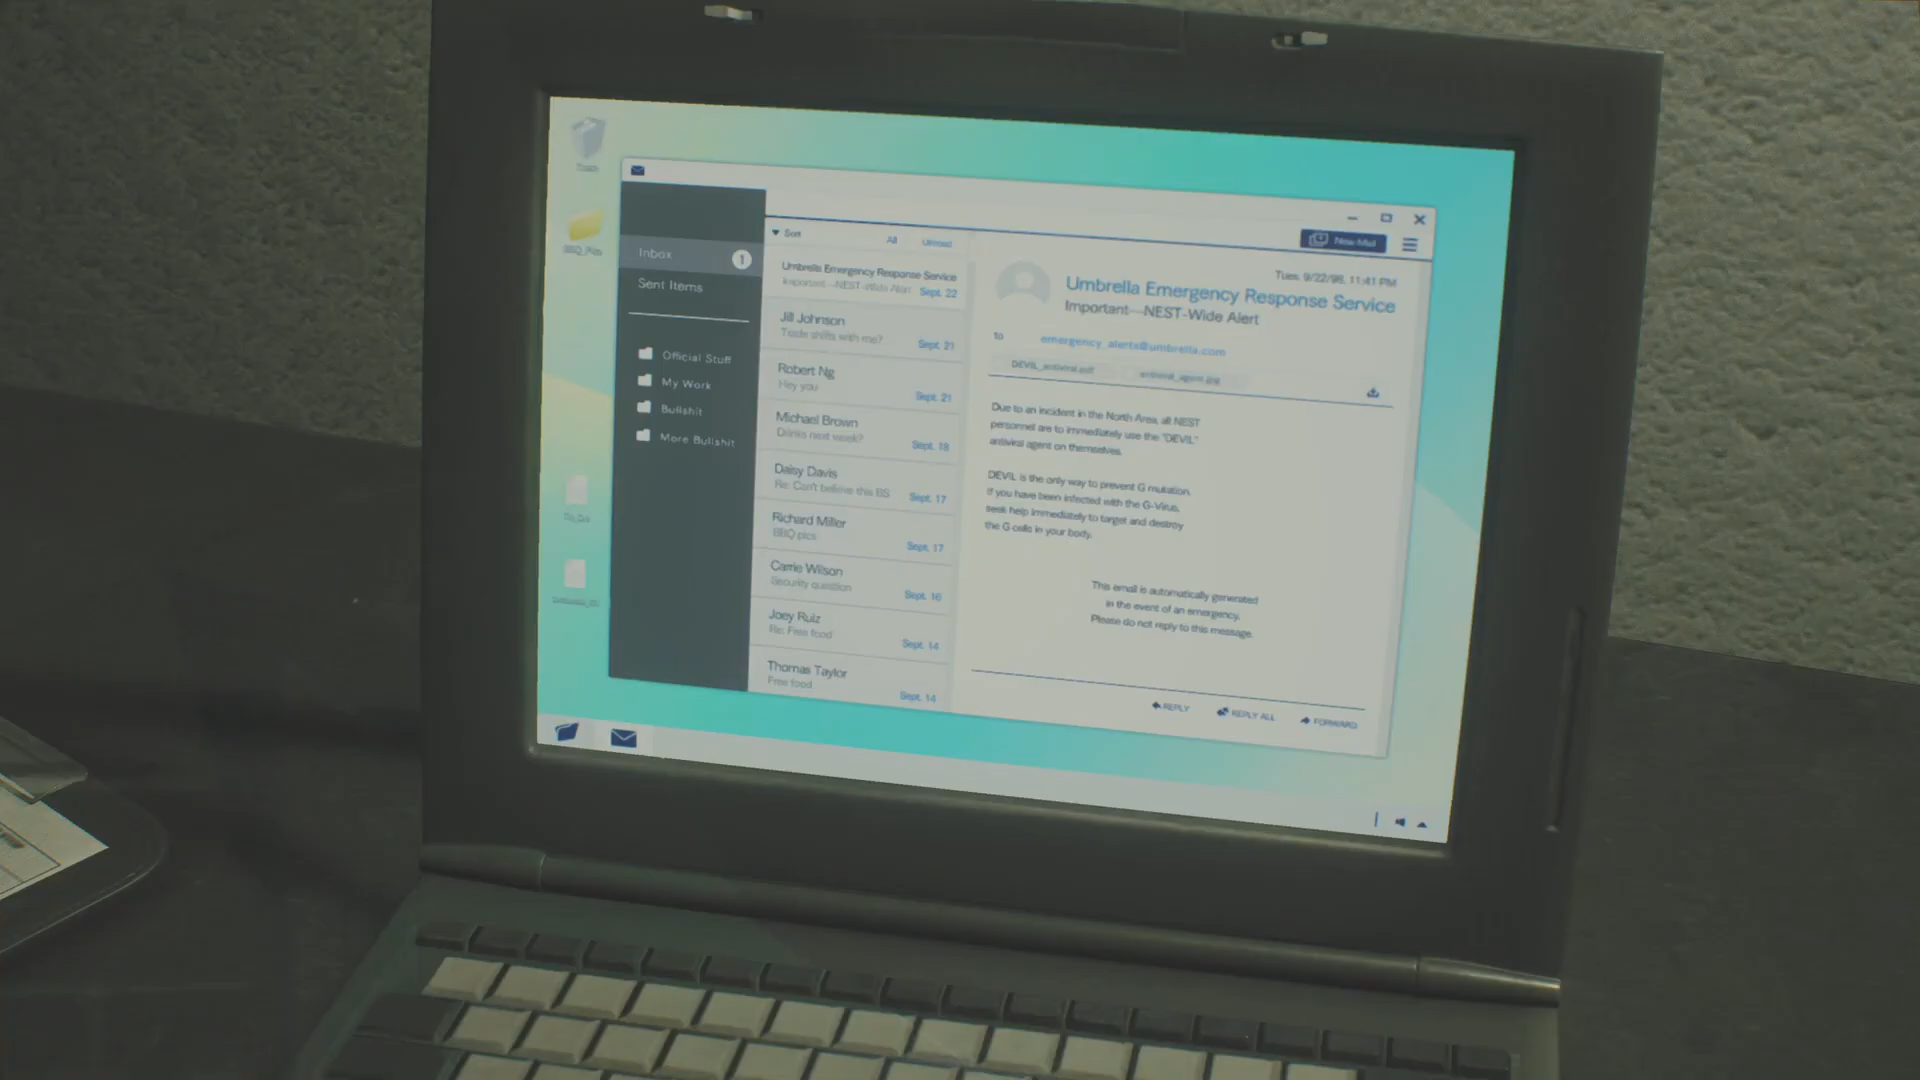 Inbox
1
Sent Items
Official Stuff
My Work
Bullshit
More Bullshit
Sort
All
Unread
Umbrella Emergency Response Service
Important—NEST-Wide Alert
Sept. 22
Jill Johnson
Trade shifts with me?
Sept. 21
Robert Ng
Hey you
Sept. 21
Michael Brown
Drinks next week?
Sept. 18
Daisy Davis
Re: Can't believe this BS
Sept. 17
Richard Miller
BBQ pics
Sept. 17
Carrie Wilson
Security question
Sept. 16
Joey Ruiz
Re: Free food
Sept. 14
Thomas Taylor
Free food
Sept. 14
New Mail
Tues. 9/22/98, 11:41 PM
Umbrella Emergency Response Service
Important—NEST-Wide Alert
to
emergency_alerts@umbrella.com
DEVIL_antiviral.pdf
antiviral_agent.jpg
Due to an incident in the North Area, all NEST
personnel are to immediately use the "DEVIL"
antiviral agent on themselves.
DEVIL is the only way to prevent G mutation.
If you have been infected with the G-Virus,
seek help immediately to target and destroy
the G cells in your body.
This email is automatically generated
in the event of an emergency.
Please do not reply to this message.
REPLY
REPLY ALL
FORWARD
Trash
BBQ_Pics